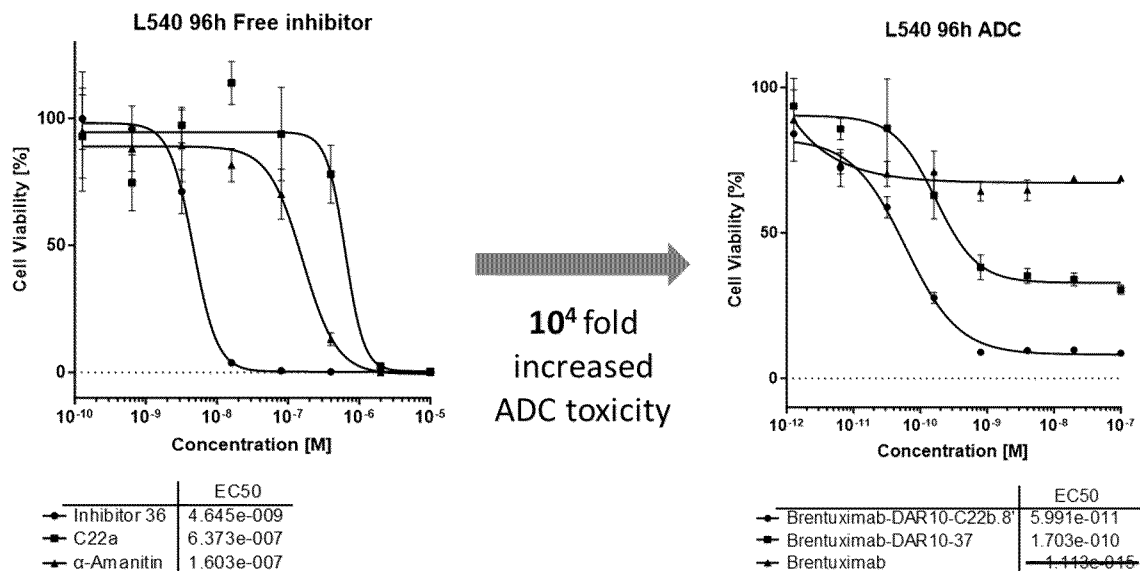 L540 96h Free inhibitor
Cell Viability [%]
100
50
0
10-10 10-9 10-8 10-7 10-6 10-5
Concentration [M]
EC50
Inhibitor 36 4.645e-009
C22a 6.373e-007
α-Amanitin 1.603e-007
10⁴ fold
increased
ADC toxicity
L540 96h ADC
Cell Viability [%]
100
50
0
10-12 10-11 10-10 10-9 10-8 10-7
Concentration [M]
EC50
Brentuximab-DAR10-C22b.8' 5.991e-011
Brentuximab-DAR10-37 1.703e-010
Brentuximab 1.113e-015